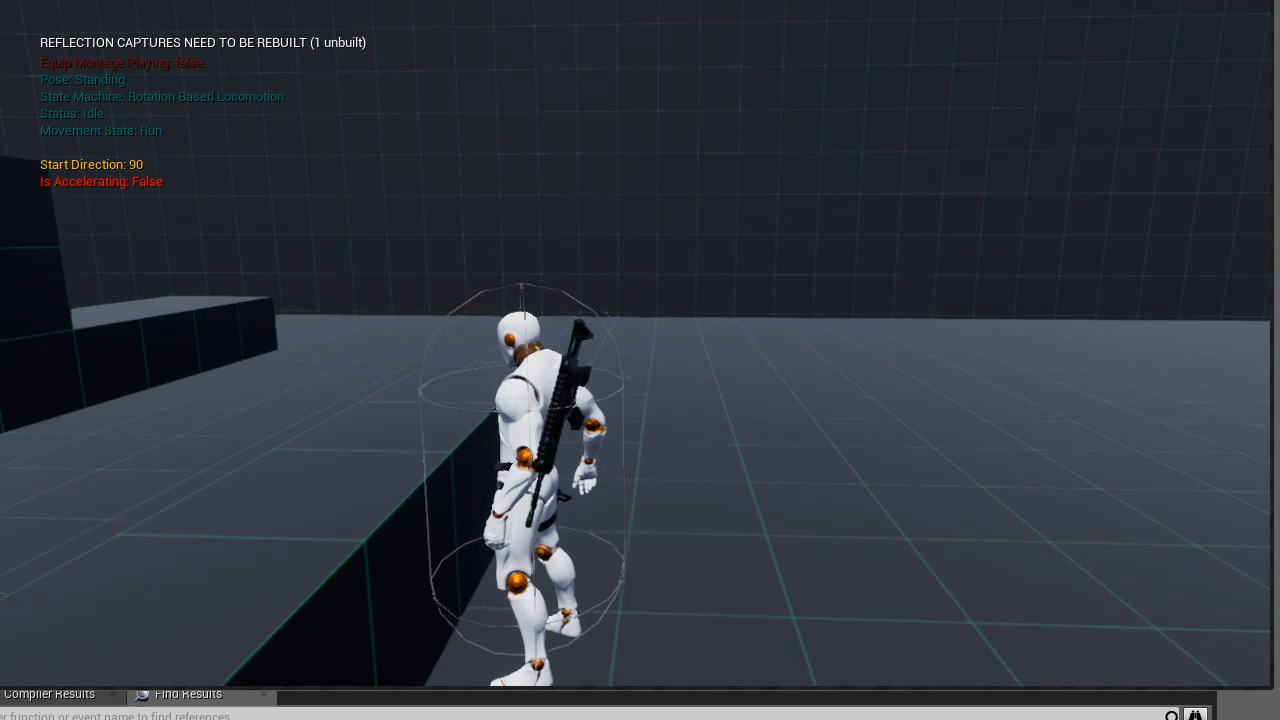 REFLECTION CAPTURES NEED TO BE REBUILT (1 unbuilt)
Equip Montage Playing: false
Pose: Standing
State Machine: Rotation Based Locomotion
Status: Idle
Movement State: Run
Start Direction: 90
Is Accelerating: False
Compiler Results
Find Results
er function or event name to find references